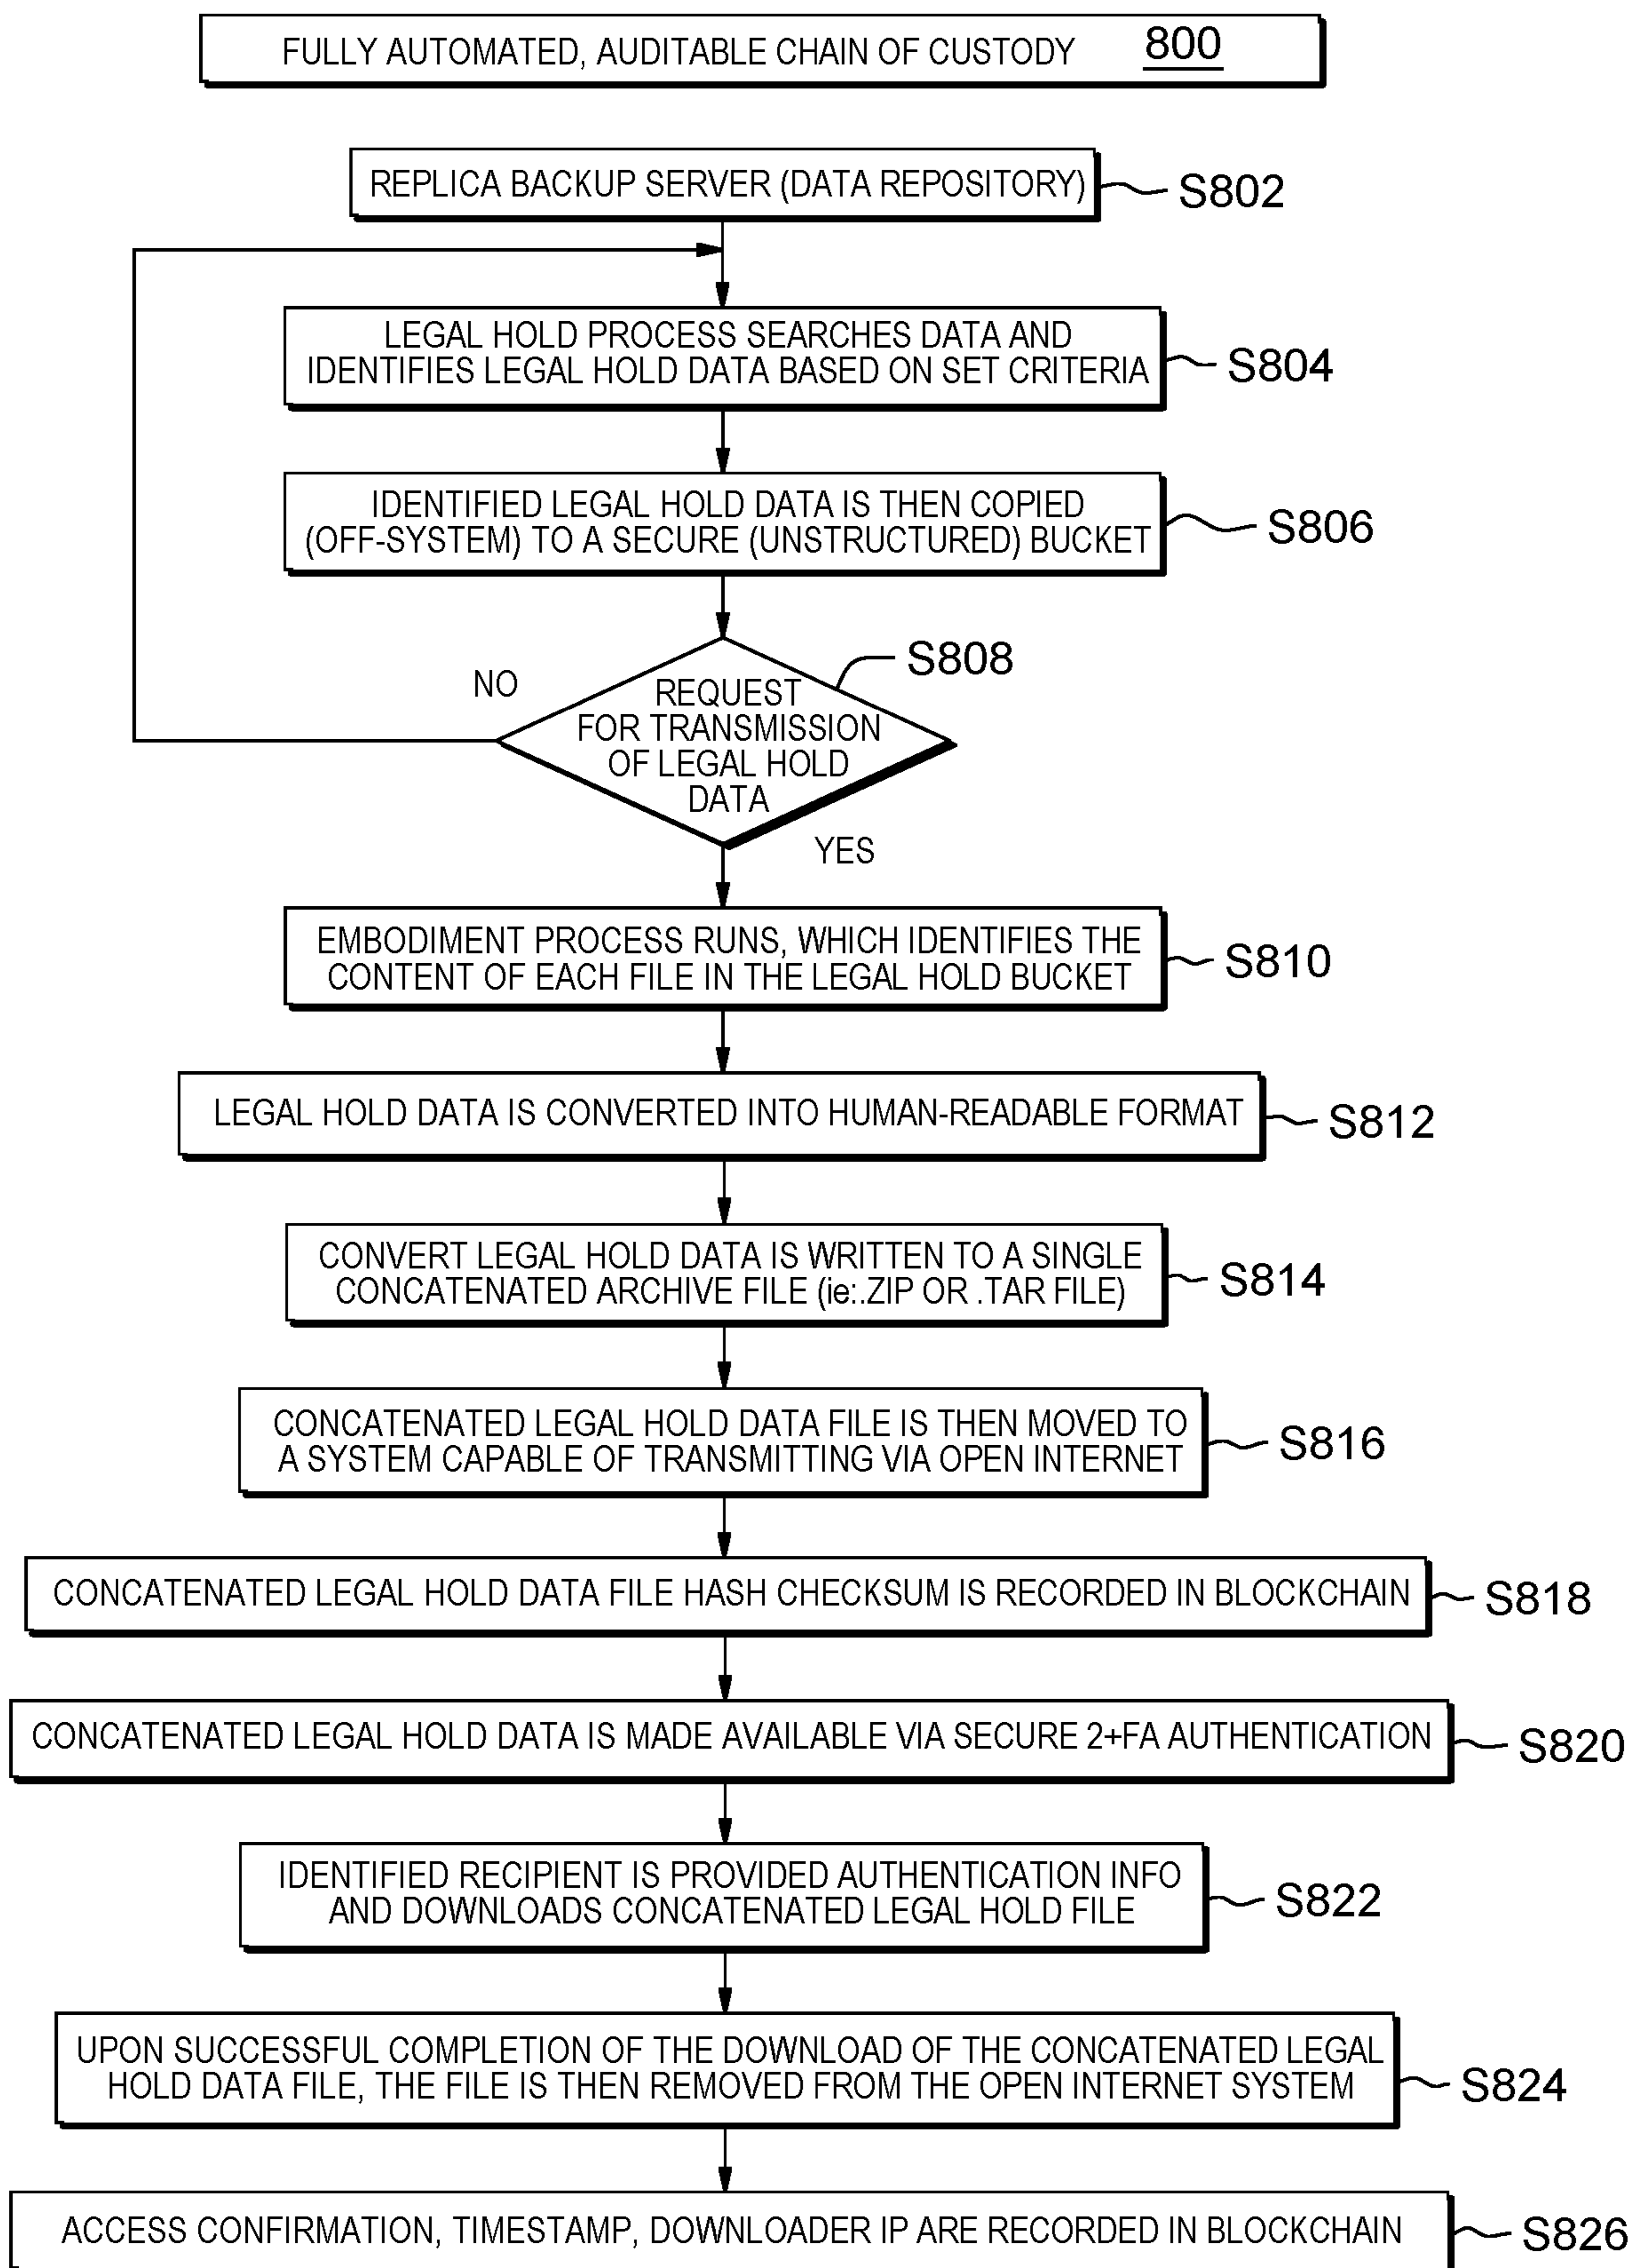 FULLY AUTOMATED, AUDITABLE CHAIN OF CUSTODY 800
REPLICA BACKUP SERVER (DATA REPOSITORY)
S802
LEGAL HOLD PROCESS SEARCHES DATA AND
IDENTIFIES LEGAL HOLD DATA BASED ON SET CRITERIA
S804
IDENTIFIED LEGAL HOLD DATA IS THEN COPIED
(OFF-SYSTEM) TO A SECURE (UNSTRUCTURED) BUCKET
S806
S808
NO
REQUEST
FOR TRANSMISSION
OF LEGAL HOLD
DATA
YES
EMBODIMENT PROCESS RUNS, WHICH IDENTIFIES THE
CONTENT OF EACH FILE IN THE LEGAL HOLD BUCKET
S810
LEGAL HOLD DATA IS CONVERTED INTO HUMAN-READABLE FORMAT
S812
CONVERT LEGAL HOLD DATA IS WRITTEN TO A SINGLE
CONCATENATED ARCHIVE FILE (ie:.ZIP OR .TAR FILE)
S814
CONCATENATED LEGAL HOLD DATA FILE IS THEN MOVED TO
A SYSTEM CAPABLE OF TRANSMITTING VIA OPEN INTERNET
S816
CONCATENATED LEGAL HOLD DATA FILE HASH CHECKSUM IS RECORDED IN BLOCKCHAIN
S818
CONCATENATED LEGAL HOLD DATA IS MADE AVAILABLE VIA SECURE 2+FA AUTHENTICATION
S820
IDENTIFIED RECIPIENT IS PROVIDED AUTHENTICATION INFO
AND DOWNLOADS CONCATENATED LEGAL HOLD FILE
S822
UPON SUCCESSFUL COMPLETION OF THE DOWNLOAD OF THE CONCATENATED LEGAL
HOLD DATA FILE, THE FILE IS THEN REMOVED FROM THE OPEN INTERNET SYSTEM
S824
ACCESS CONFIRMATION, TIMESTAMP, DOWNLOADER IP ARE RECORDED IN BLOCKCHAIN
S826